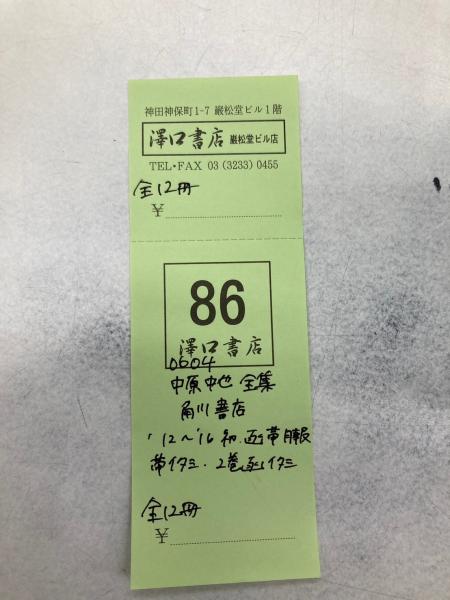 神田神保町1-7 巌松堂ビル1階
澤口書店 巌松堂ビル店
TEL・FAX 03 (3233) 0455
全12冊
¥
86
澤口書店
0604
中原中也 全集
角川書店
'12〜'16 初. 函帯月報
帯イタミ. 2巻函イタミ
全12冊
¥